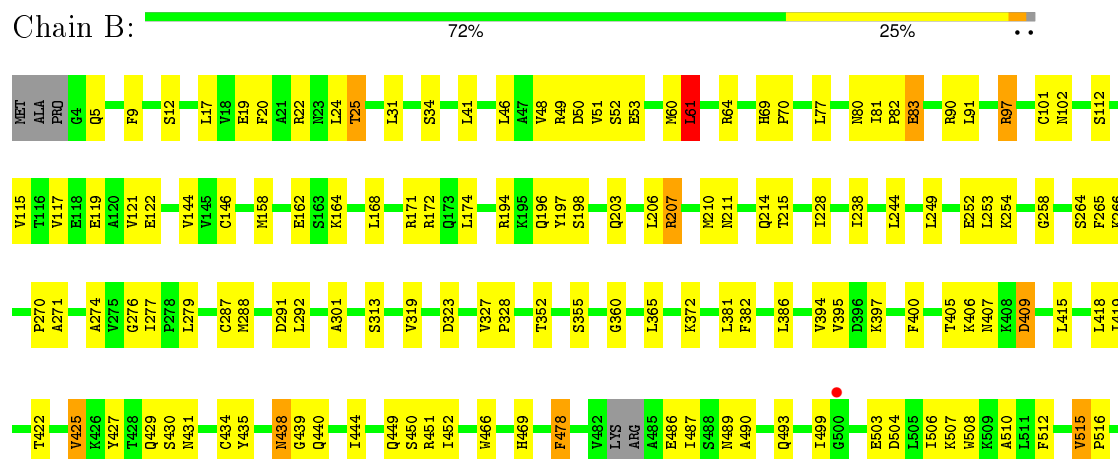 Chain B:
72% 25% • •
MET ALA PRO G4 Q5 F9 S12 L17 V18 E19 F20 A21 R22 N23 L24 T25 L31 S34 L41 L46 A47 V48 R49 D50 V51 S52 E53 M60 L61 R64 H69 P70 L77 N80 I81 P82 E83 R90 L91 R97 C101 N102 S112
V115 T116 V117 E118 E119 A120 V121 E122 V144 V145 C146 M158 E162 S163 K164 L168 R171 R172 Q173 L174 R194 K195 Q196 Y197 S198 Q203 L206 R207 M210 N211 Q214 T215 I228 I238 L244 L249 E252 L253 K254 G258 S264 F265 K266
P270 A271 A274 V275 G276 I277 P278 L279 C287 M288 D291 L292 A301 S313 V319 D323 V327 P328 T352 S355 G360 L365 K372 L381 F382 L386 V394 V395 D396 K397 F400 T405 K406 N407 K408 D409 L415 L418
T422 V425 K426 Y427 T428 Q429 S430 N431 C434 Y435 N438 G439 Q440 I444 Q449 S450 R451 I452 W466 H469 F478 V482 LYS ARG A485 E486 I487 S488 N489 A490 Q493 I499 G500 E503 D504 L505 I506 K507 W508 K509 A510 L511 F512 V515 P516